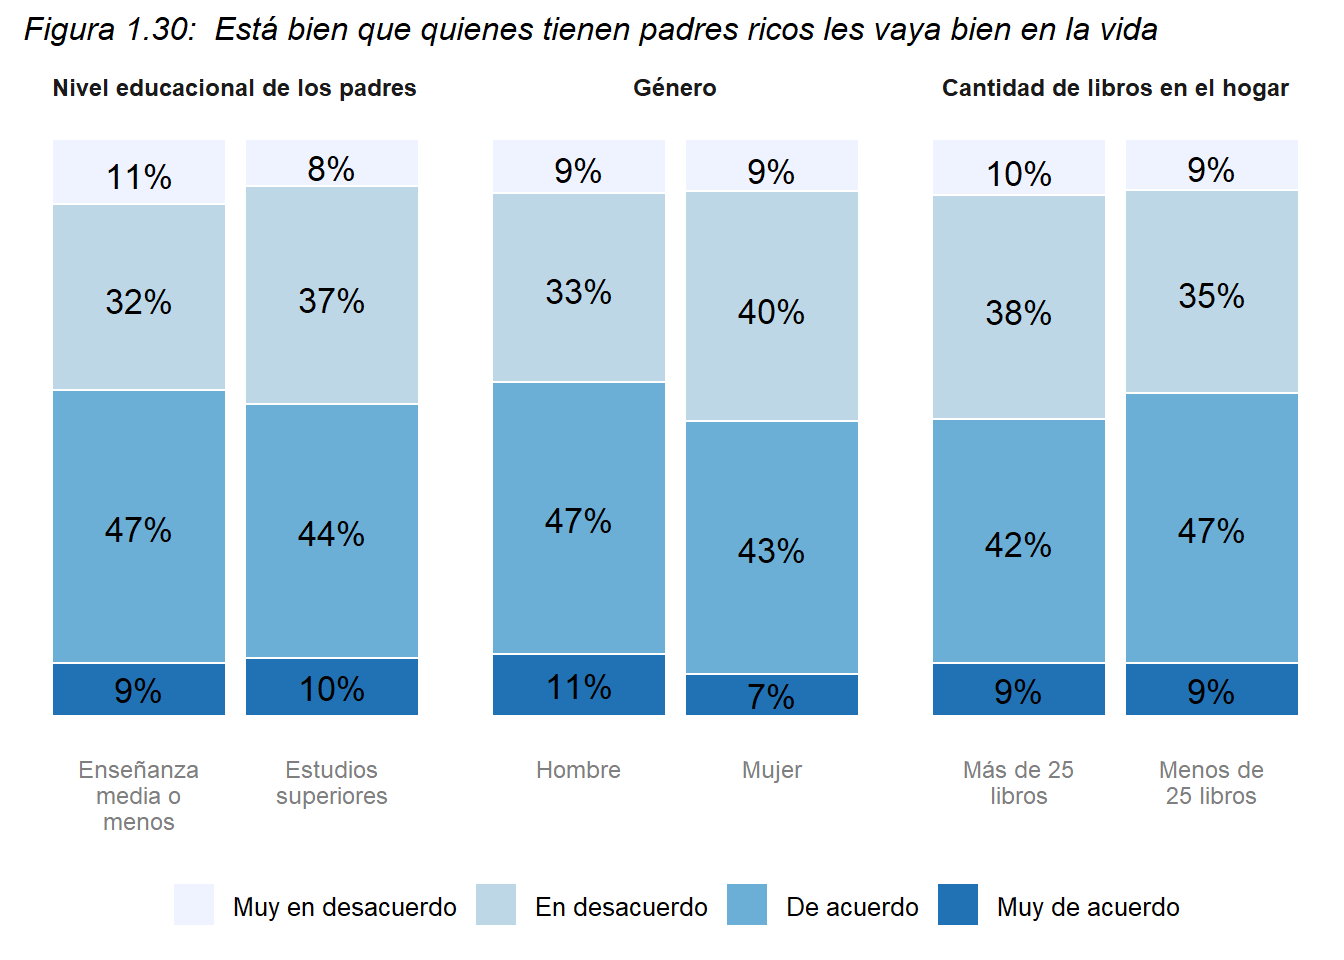 Figura 1.30:  Está bien que quienes tienen padres ricos les vaya bien en la vida
Nivel educacional de los padres
Género
Cantidad de libros en el hogar
11%
8%
9%
9%
10%
9%
32%
37%
33%
40%
38%
35%
47%
44%
47%
43%
42%
47%
9%
10%
11%
7%
9%
9%
Enseñanza
media o
menos
Estudios
superiores
Hombre
Mujer
Más de 25
libros
Menos de
25 libros
Muy en desacuerdo
En desacuerdo
De acuerdo
Muy de acuerdo